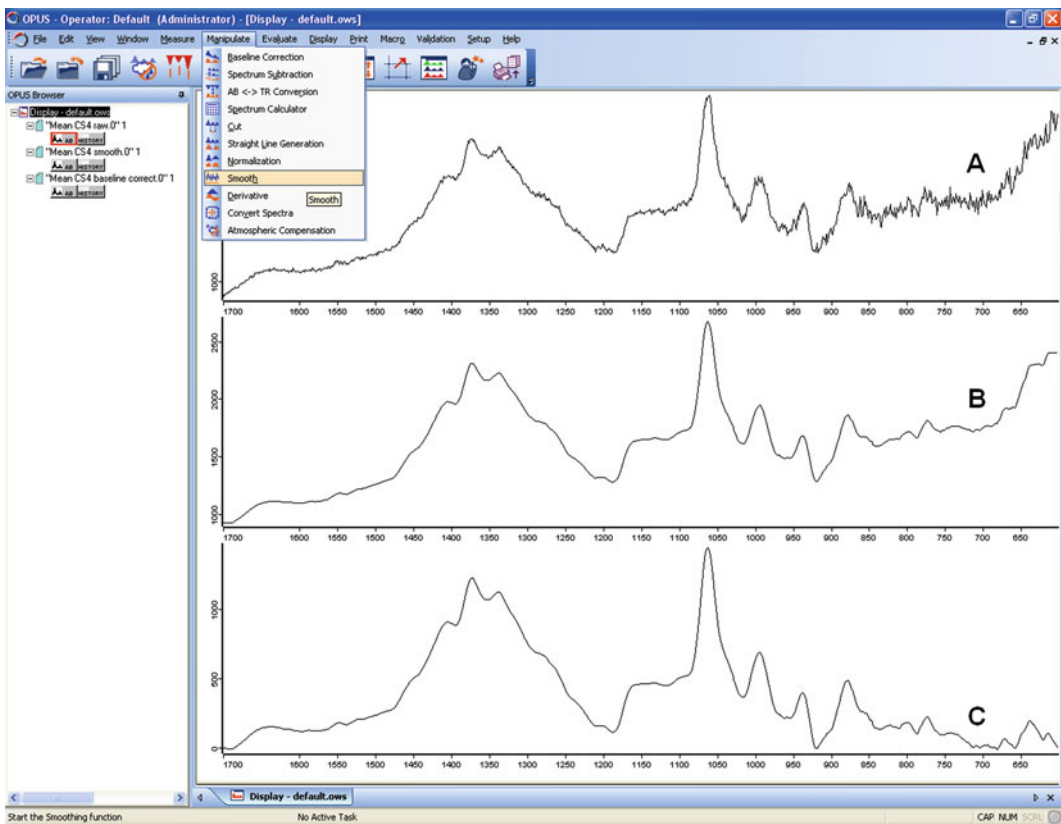 OPUS - Operator: Default (Administrator) - [Display - default.ows]
File Edit View Window Measure Manipulate Evaluate Display Print Macro Validation Setup Help
OPUS Browser
Display - default.ows
"Mean CS4 raw.0" 1
AB HISTORY
"Mean CS4 smooth.0" 1
AB HISTORY
"Mean CS4 baseline correct.0" 1
AB HISTORY
Baseline Correction
Spectrum Subtraction
AB <-> TR Conversion
Spectrum Calculator
Cut
Straight Line Generation
Normalization
Smooth
Derivative
Smooth
Convert Spectra
Atmospheric Compensation
A
1000
1700 1600 1550 1500 1450 1400 1350 1300 1250 1200 1150 1100 1050 1000 950 900 850 800 750 700 650
B
2500
2000
1500
1000
1700 1600 1550 1500 1450 1400 1350 1300 1250 1200 1150 1100 1050 1000 950 900 850 800 750 700 650
C
1000
500
0
1700 1600 1550 1500 1450 1400 1350 1300 1250 1200 1150 1100 1050 1000 950 900 850 800 750 700 650
Display - default.ows
Start the Smoothing function No Active Task CAP NUM SCRL